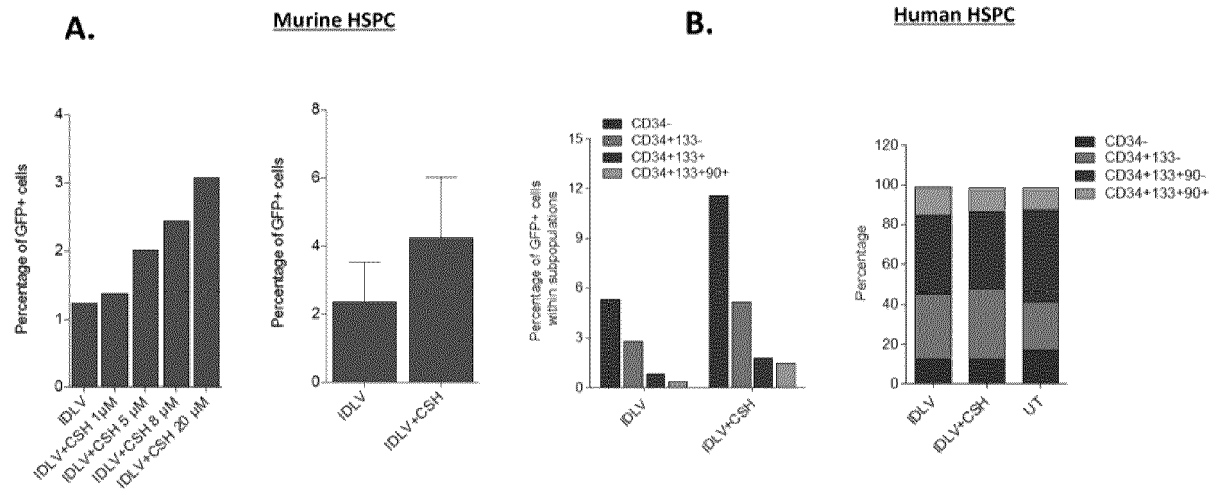 A.
Murine HSPC
Percentage of GFP+ cells
4
3
2
1
0
IDLV
IDLV+CSH 1µM
IDLV+CSH 5 µM
IDLV+CSH 8 µM
IDLV+CSH 20 µM
Percentage of GFP+ cells
8
6
4
2
0
IDLV
IDLV+CSH
B.
Human HSPC
CD34-
CD34+133-
CD34+133+
CD34+133+90+
Percentage of GFP+ cells
within subpopulations
15
12
9
6
3
0
IDLV
IDLV+CSH
CD34-
CD34+133-
CD34+133+90-
CD34+133+90+
Percentage
120
100
80
60
40
20
0
IDLV
IDLV+CSH
UT